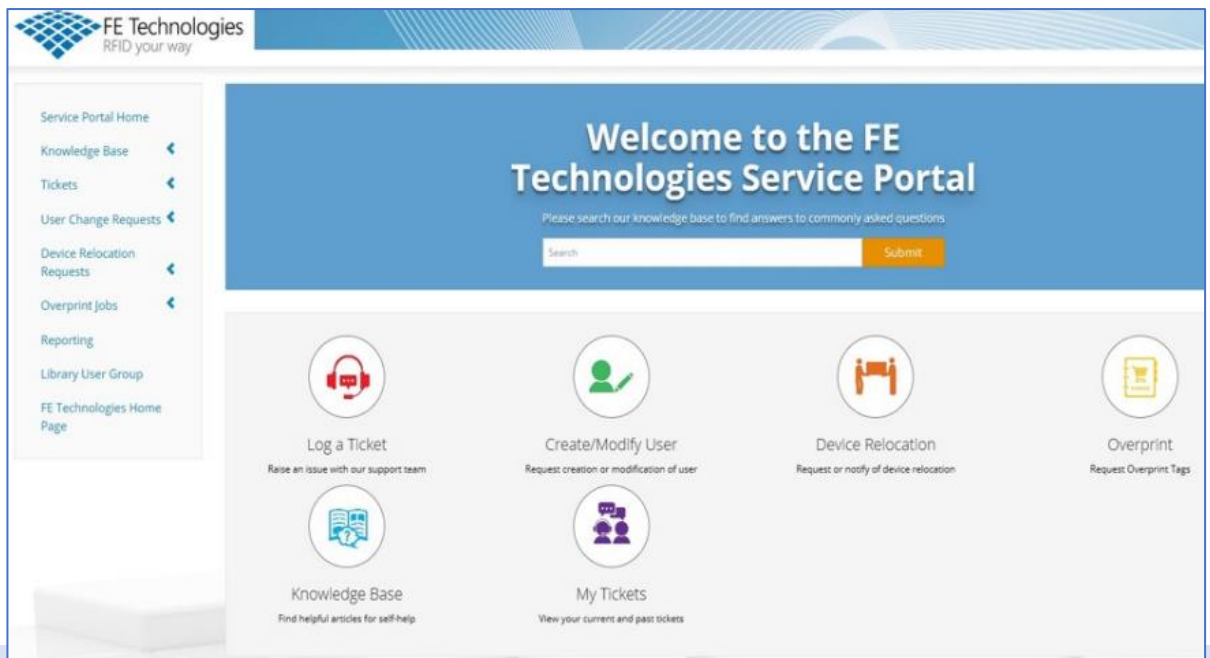 FE Technologies
RFID your way
Service Portal Home
Knowledge Base
Tickets
User Change Requests
Device Relocation
Requests
Overprint Jobs
Reporting
Library User Group
FE Technologies Home
Page
Welcome to the FE
Technologies Service Portal
Please search our knowledge base to find answers to commonly asked questions
Search
Submit
Log a Ticket
Raise an issue with our support team
Create/Modify User
Request creation or modification of user
Device Relocation
Request or notify of device relocation
Overprint
Request Overprint Tags
Knowledge Base
Find helpful articles for self-help
My Tickets
View your current and past tickets